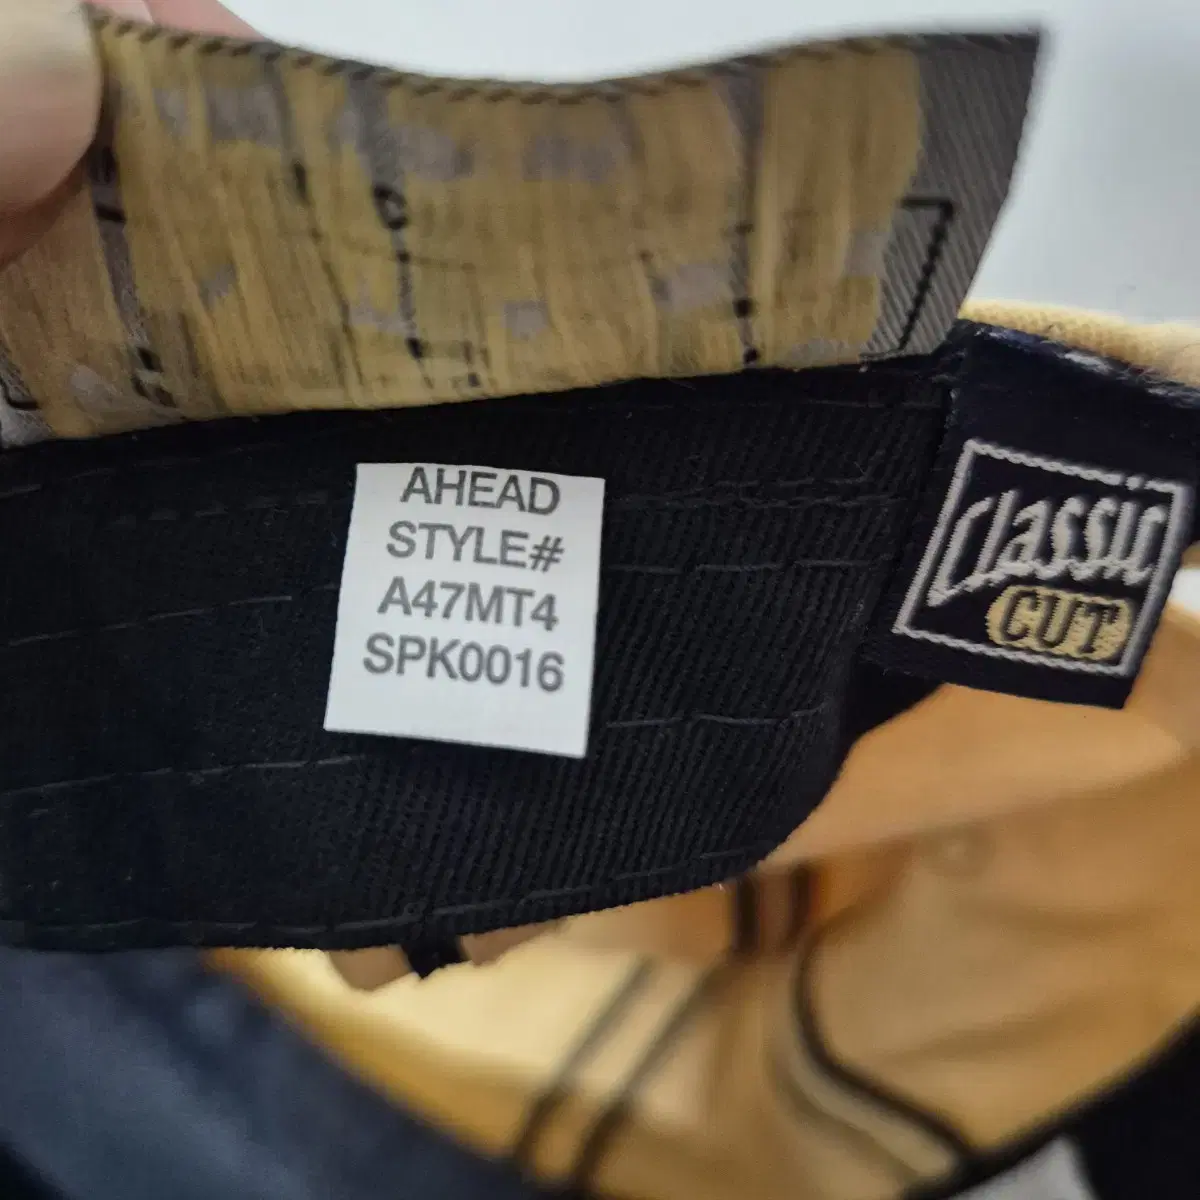 AHEAD
STYLE#
A47MT4
SPK0016
Classic
CUT